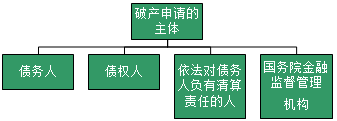 破产申请的
主体
债务人
债权人
依法对债务
人负有清算
责任的人
国务院金融
监督管理
机构